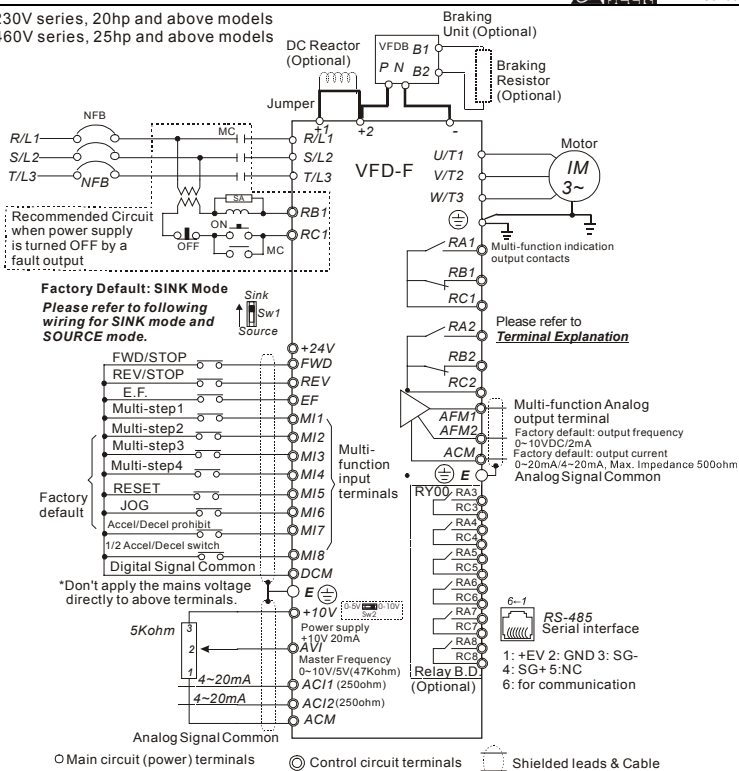 230V series, 20hp and above models
460V series, 25hp and above models
Braking
Unit (Optional)
DC Reactor
(Optional)
VFDB B1
P N B2
Braking
Resistor
(Optional)
Jumper
+1 +2 -
NFB
MC
R/L1 R/L1
S/L2 S/L2
T/L3 T/L3
NFB
VFD-F
U/T1
V/T2
W/T3
Motor
IM
3~
SA
RB1
ON
OFF
RC1
MC
Recommended Circuit
when power supply
is turned OFF by a
fault output
RA1
Multi-function indication
output contacts
RB1
RC1
Factory Default: SINK Mode
Please refer to following
wiring for SINK mode and
SOURCE mode.
Sink
Sw1
Source
RA2
RB2
RC2
Please refer to
Terminal Explanation
+24V
FWD/STOP FWD
REV/STOP REV
E.F. EF
Multi-step1 MI1
Multi-step2 MI2
Multi-step3 MI3
Multi-step4 MI4
RESET MI5
JOG MI6
Accel/Decel prohibit MI7
1/2 Accel/Decel switch MI8
Digital Signal Common DCM
Factory
default
Multi-
function
input
terminals
AFM1
AFM2
ACM
Multi-function Analog
output terminal
Factory default: output frequency
0~10VDC/2mA
Factory default: output current
0~20mA/4~20mA, Max. Impedance 500ohm
Analog Signal Common
E
RY00 RA3
RC3
RA4
RC4
RA5
RC5
RA6
RC6
RA7
RC7
RA8
RC8
Relay B.D.
(Optional)
6←1
RS-485
Serial interface
1: +EV 2: GND 3: SG-
4: SG+ 5:NC
6: for communication
*Don't apply the mains voltage
directly to above terminals.
E
+10V
0-5V 0-10V
Sw2
Power supply
+10V 20mA
5Kohm
3
2
1
AVI
Master Frequency
0~10V/5V(47Kohm)
4~20mA ACI1 (250ohm)
4~20mA ACI2 (250ohm)
ACM
Analog Signal Common
Main circuit (power) terminals
Control circuit terminals
Shielded leads & Cable